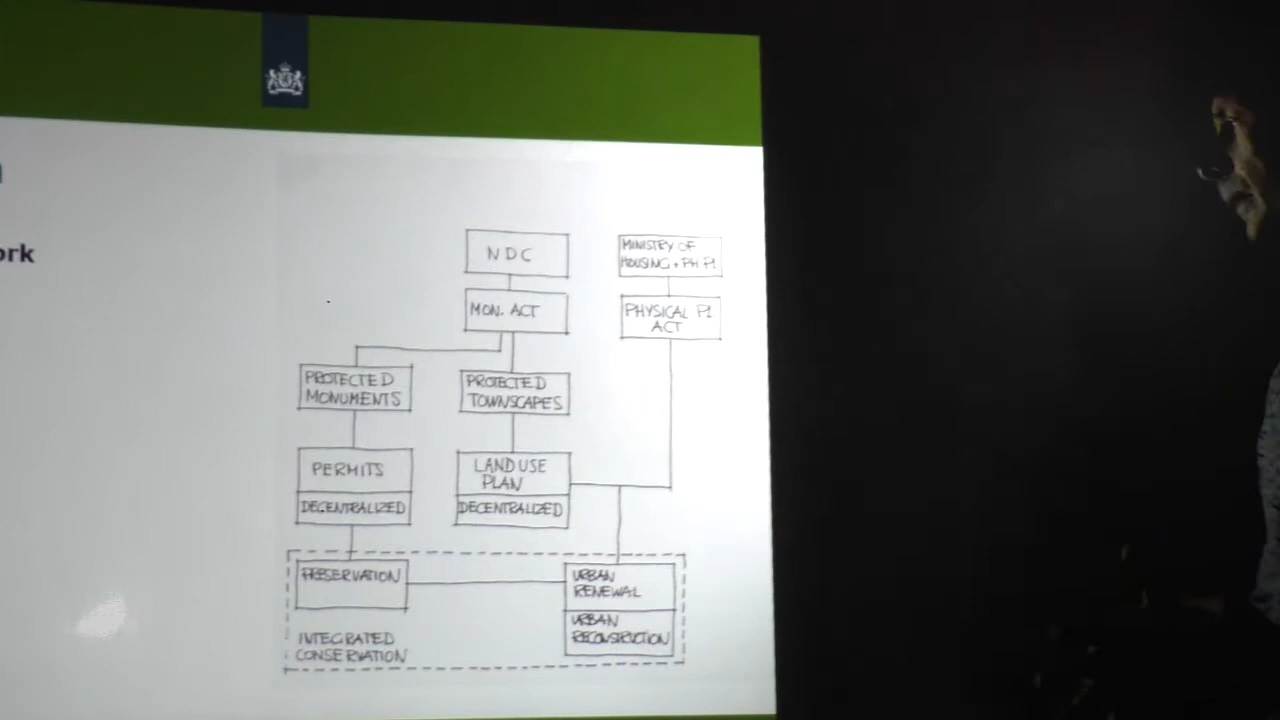 ork
NDC
MINISTRY OF
HOUSING + PH. Pl
MON. ACT
PHYSICAL Pl
ACT
PROTECTED
MONUMENTS
PROTECTED
TOWNSCAPES
PERMITS
DECENTRALIZED
LAND USE
PLAN
DECENTRALIZED
PRESERVATION
URBAN
RENEWAL
URBAN
RECONSTRUCTION
INTEGRATED
CONSERVATION